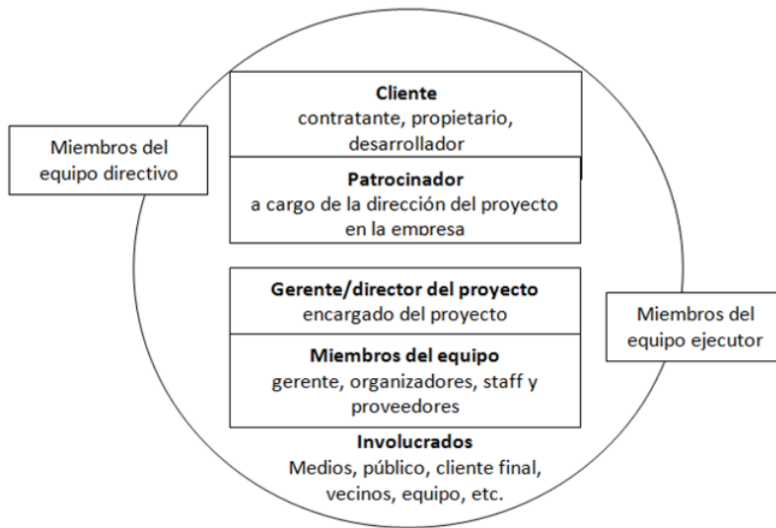 Cliente
contratante, propietario,
desarrollador
Miembros del
equipo directivo
Patrocinador
a cargo de la dirección del proyecto
en la empresa
Gerente/director del proyecto
encargado del proyecto
Miembros del
equipo ejecutor
Miembros del equipo
gerente, organizadores, staff y
proveedores
Involucrados
Medios, público, cliente final,
vecinos, equipo, etc.